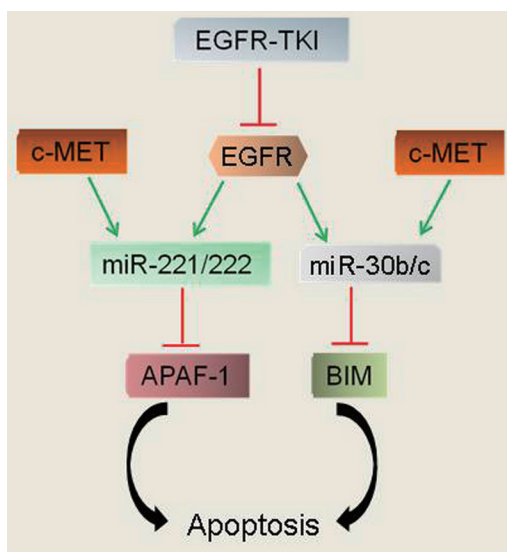 EGFR-TKI
c-MET
EGFR
c-MET
miR-221/222
miR-30b/c
APAF-1
BIM
Apoptosis